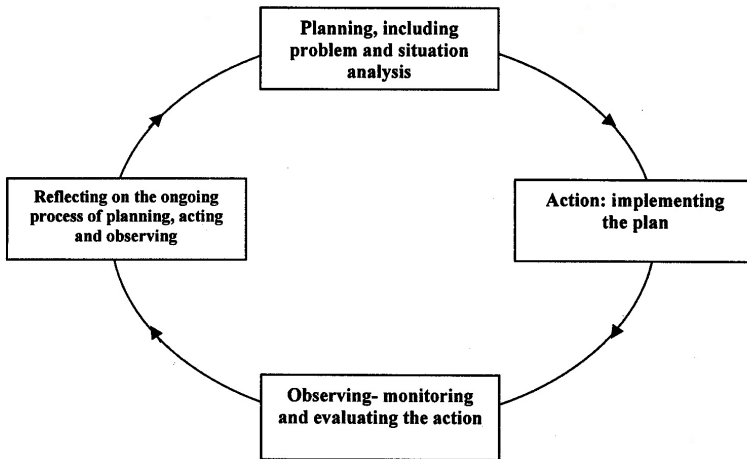 Planning, including
problem and situation
analysis
Action: implementing
the plan
Observing- monitoring
and evaluating the action
Reflecting on the ongoing
process of planning, acting
and observing